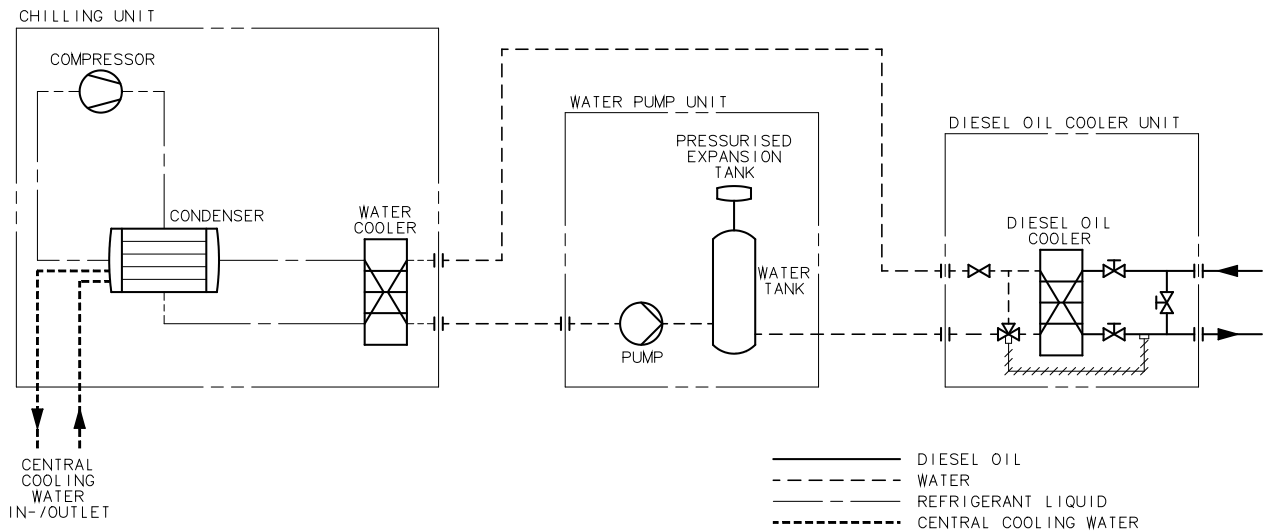 CHILLING UNIT
COMPRESSOR
CONDENSER
WATER
COOLER
CENTRAL
COOLING
WATER
IN-/OUTLET
WATER PUMP UNIT
PRESSURISED
EXPANSION
TANK
WATER
TANK
PUMP
DIESEL OIL COOLER UNIT
DIESEL OIL
COOLER
DIESEL OIL
WATER
REFRIGERANT LIQUID
CENTRAL COOLING WATER